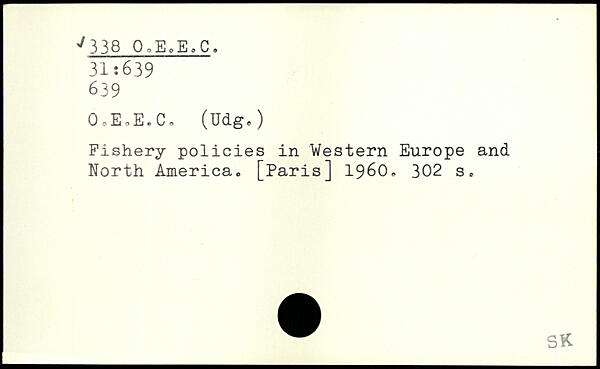 338 O.E.E.C.
31:639
639
O.E.E.C. (Udg.)
Fishery policies in Western Europe and
North America. [Paris] 1960. 302 s.
SK